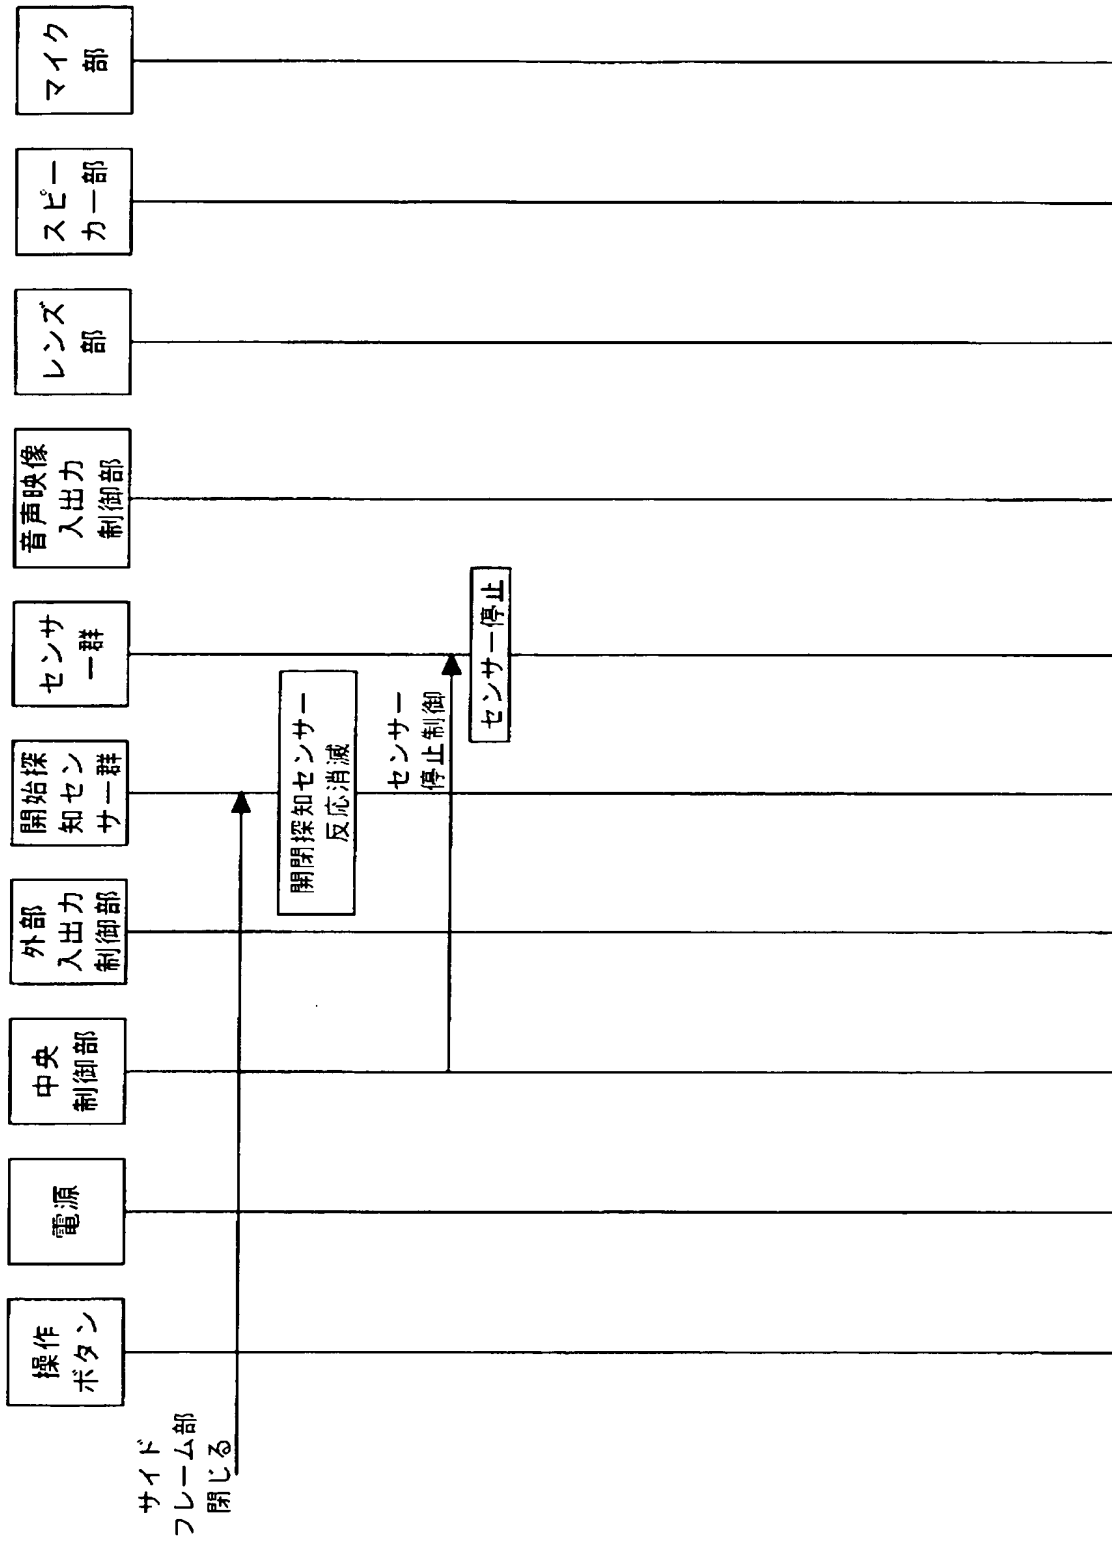 操作
ボタン
電源
中央
制御部
外部
入出力
制御部
開始探
知セン
サー群
センサ
ー群
音声映像
入出力
制御部
レンズ
部
スピー
カー部
マイク
部
サイド
フレーム部
閉じる
開閉探知センサー
反応消滅
センサー
停止制御
センサー停止